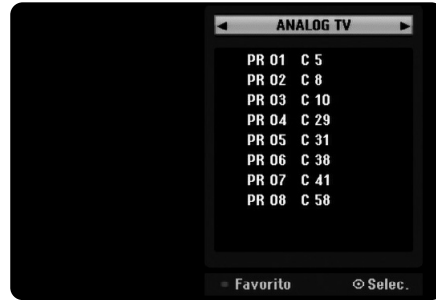 ANALOG TV
PR 01 C 5
PR 02 C 8
PR 03 C 10
PR 04 C 29
PR 05 C 31
PR 06 C 38
PR 07 C 41
PR 08 C 58
Favorito Selec.